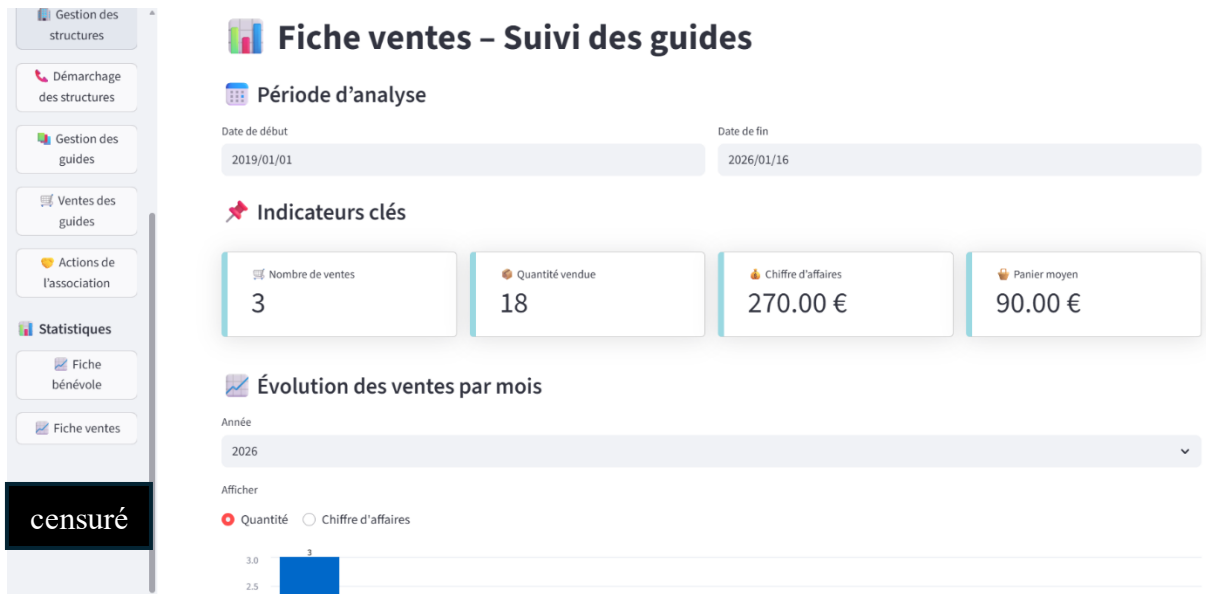 Gestion des
structures
Démarchage
des structures
Gestion des
guides
Ventes des
guides
Actions de
l'association
Statistiques
Fiche
bénévole
Fiche ventes
censuré
Fiche ventes – Suivi des guides
Période d'analyse
Date de début
Date de fin
2019/01/01
2026/01/16
Indicateurs clés
Nombre de ventes
3
Quantité vendue
18
Chiffre d'affaires
270.00 €
Panier moyen
90.00 €
Évolution des ventes par mois
Année
2026
Afficher
Quantité
Chiffre d'affaires
3
3.0
2.5